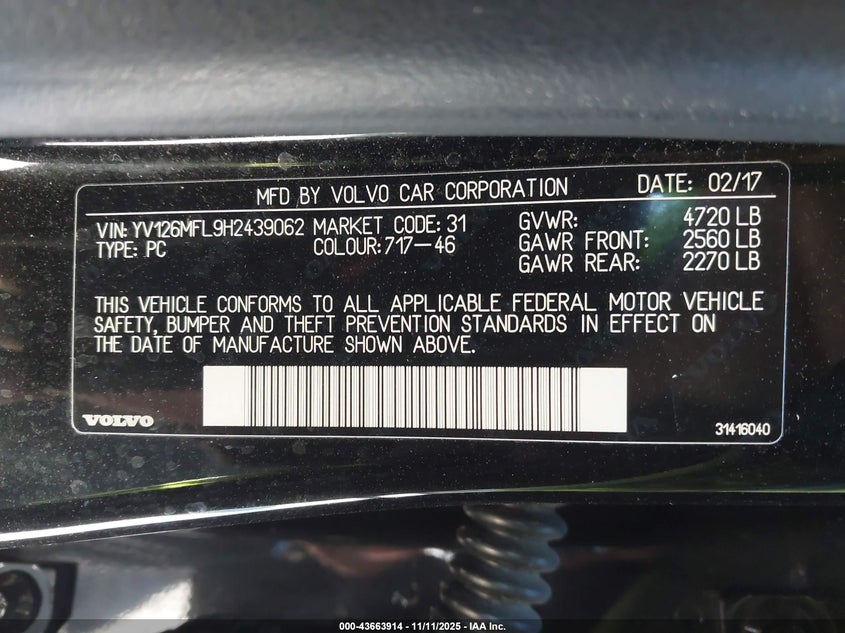 MFD BY VOLVO CAR CORPORATION DATE: 02/17
VIN: YV126MFL9H2439062 MARKET CODE: 31 GVWR: 4720 LB
TYPE: PC COLOUR: 717-46 GAWR FRONT: 2560 LB
GAWR REAR: 2270 LB
THIS VEHICLE CONFORMS TO ALL APPLICABLE FEDERAL MOTOR VEHICLE
SAFETY, BUMPER AND THEFT PREVENTION STANDARDS IN EFFECT ON
THE DATE OF MANUFACTURE SHOWN ABOVE.
VOLVO 31416040
000-43663914 - 11/11/2025 - IAA Inc.